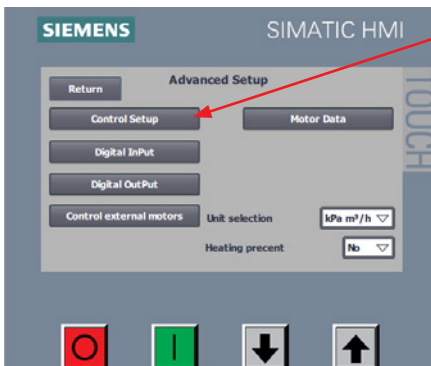 SIEMENS
SIMATIC HMI
TOUCH
Advanced Setup
Return
Control Setup
Motor Data
Digital InPut
Digital OutPut
Control external motors
Unit selection
kPa m³/h
Heating precent
No